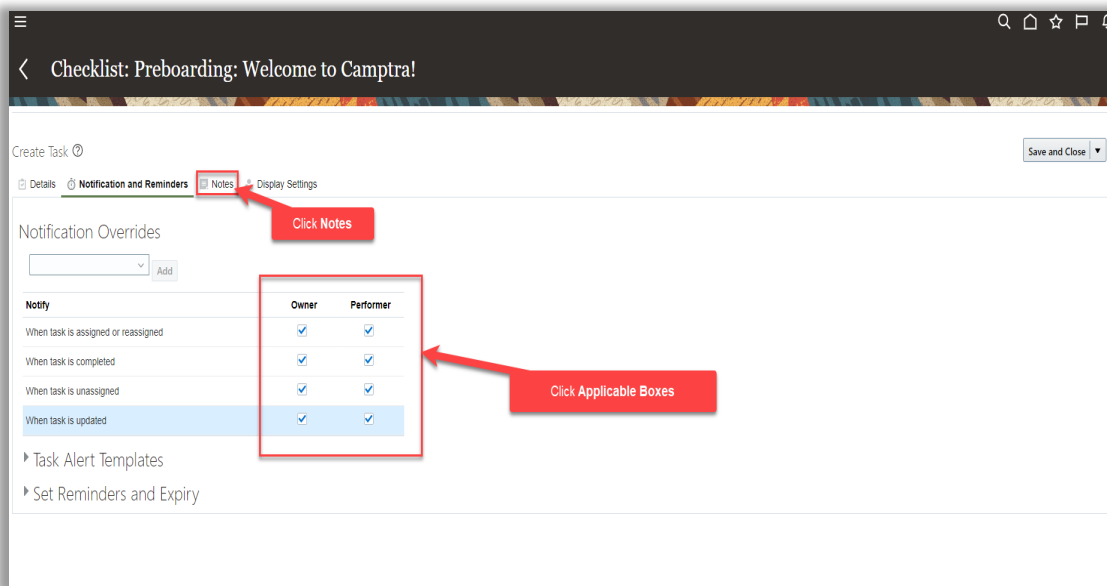 Checklist: Preboarding: Welcome to Camptra!
Create Task
Save and Close
Details Notification and Reminders Notes Display Settings
Click Notes
Notification Overrides
Add
Notify Owner Performer
When task is assigned or reassigned
When task is completed
When task is unassigned
Click Applicable Boxes
When task is updated
Task Alert Templates
Set Reminders and Expiry